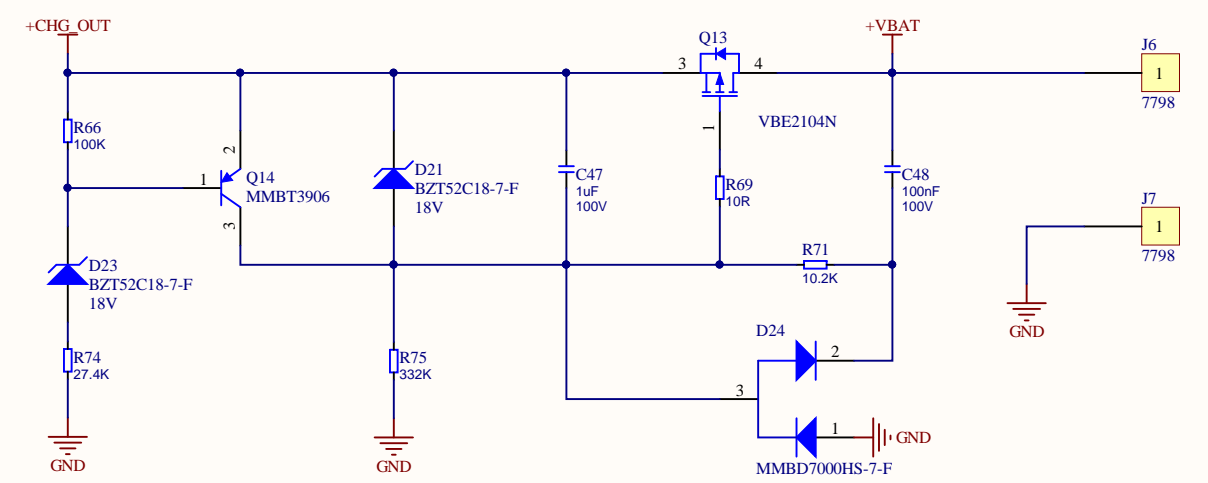 +CHG_OUT
+VBAT
Q13
J6
3
4
1
7798
R66
100K
1
VBE2104N
2
1
Q14
MMBT3906
3
D21
BZT52C18-7-F
18V
C47
1uF
100V
R69
10R
C48
100nF
100V
J7
1
7798
D23
BZT52C18-7-F
18V
R71
10.2K
GND
D24
2
R74
27.4K
R75
332K
3
1
GND
GND
GND
MMBD7000HS-7-F